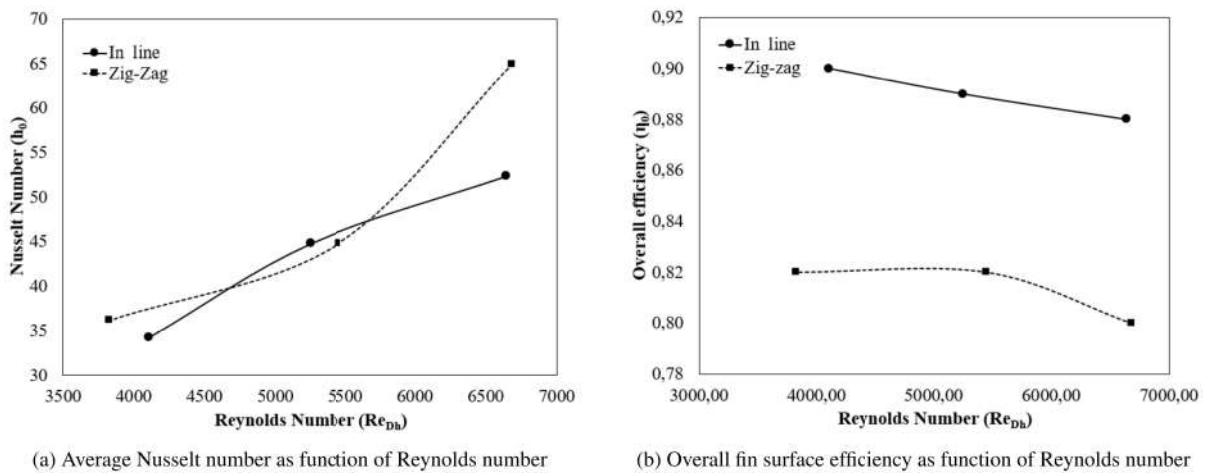 70
65
60
55
50
45
40
35
30
Nusselt Number (h0)
In line
Zig-Zag
3500 4000 4500 5000 5500 6000 6500 7000
Reynolds Number (ReDh)
(a) Average Nusselt number as function of Reynolds number
0,92
0,90
0,88
0,86
0,84
0,82
0,80
0,78
Overall efficiency (η0)
In line
Zig-zag
3000,00 4000,00 5000,00 6000,00 7000,00
Reynolds Number (ReDh)
(b) Overall fin surface efficiency as function of Reynolds number